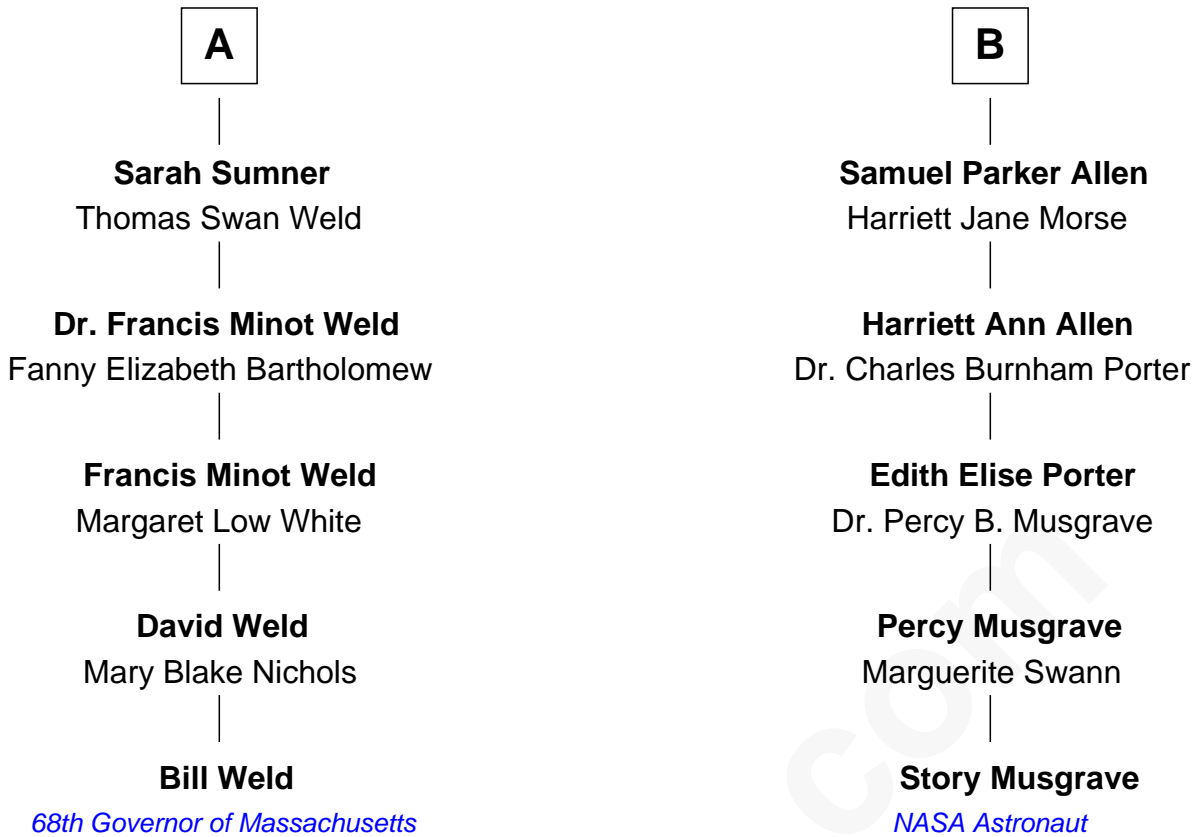 A
Sarah Sumner
Thomas Swan Weld
Dr. Francis Minot Weld
Fanny Elizabeth Bartholomew
Francis Minot Weld
Margaret Low White
David Weld
Mary Blake Nichols
Bill Weld
68th Governor of Massachusetts
B
Samuel Parker Allen
Harriett Jane Morse
Harriett Ann Allen
Dr. Charles Burnham Porter
Edith Elise Porter
Dr. Percy B. Musgrave
Percy Musgrave
Marguerite Swann
Story Musgrave
NASA Astronaut
com